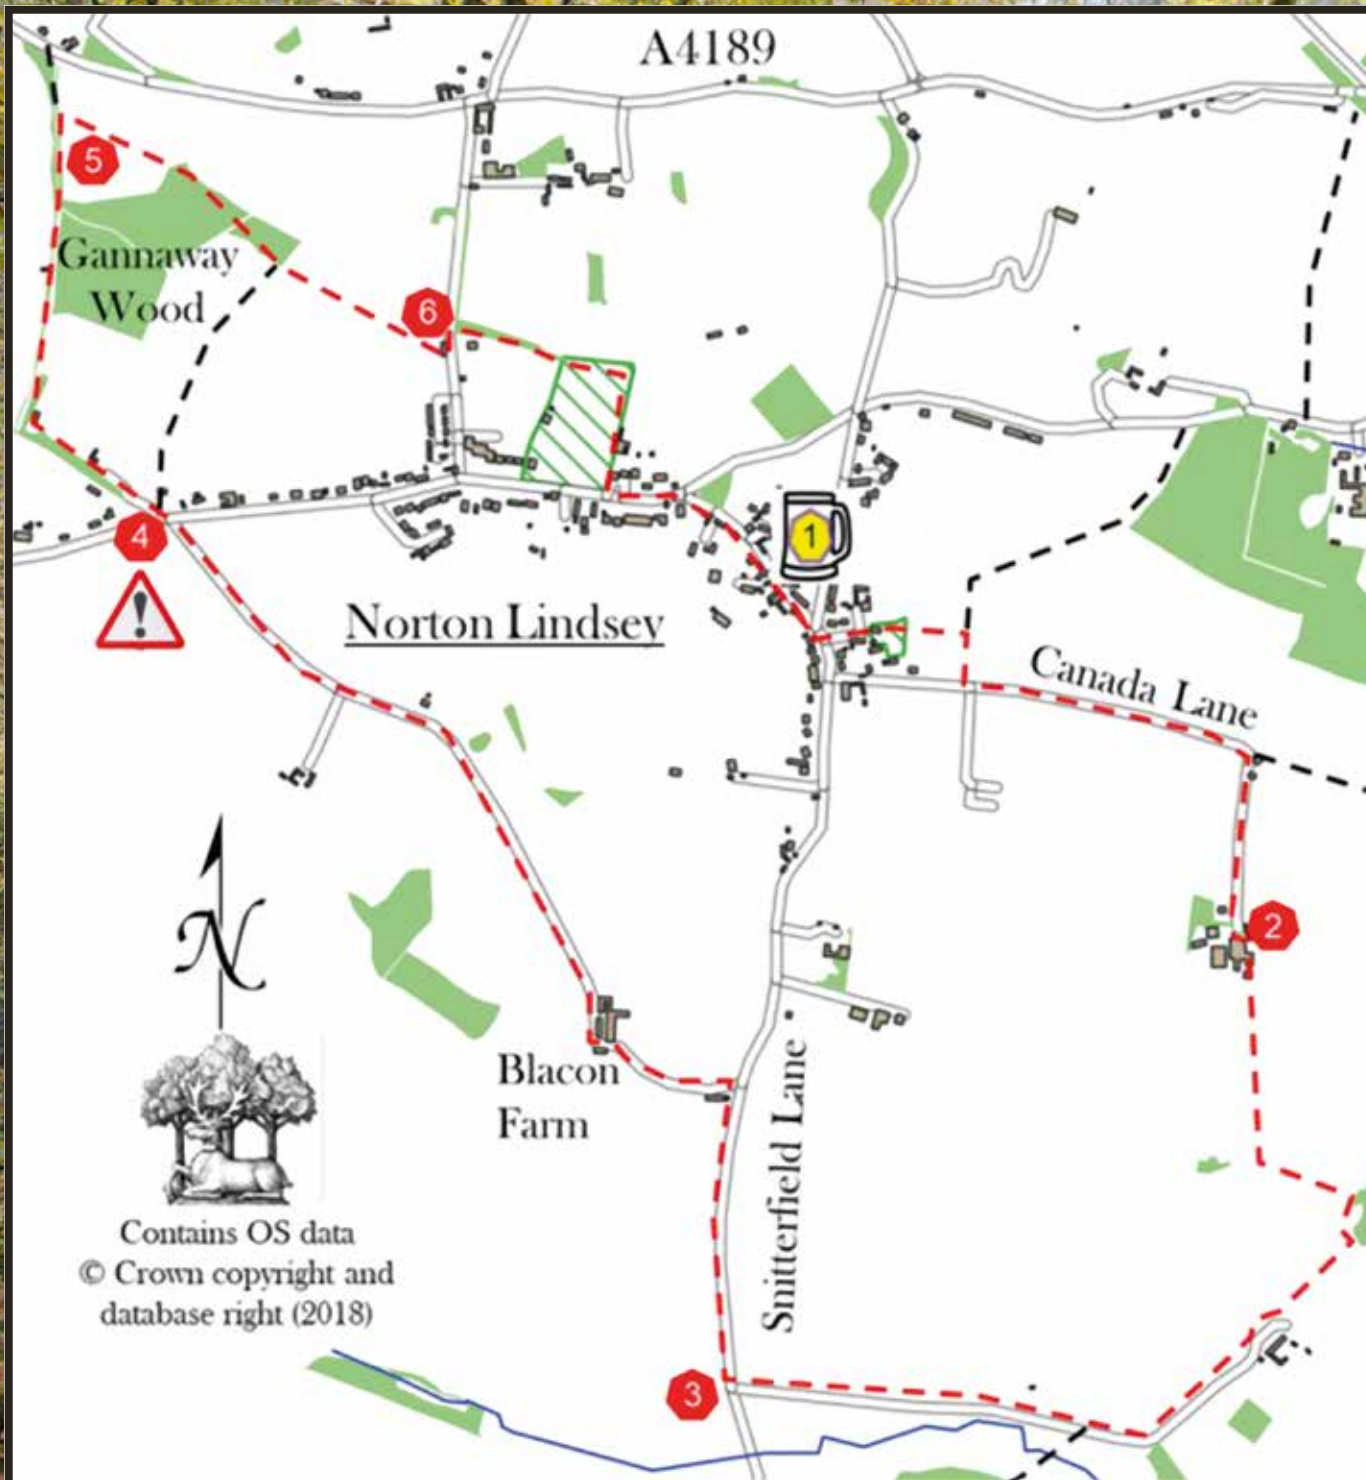 A4189
5
Gannaway
Wood
6
1
4
!
Norton Lindsey
Canada Lane
2
N
Blacon
Farm
Snitterfield Lane
Contains OS data
© Crown copyright and
database right (2018)
3